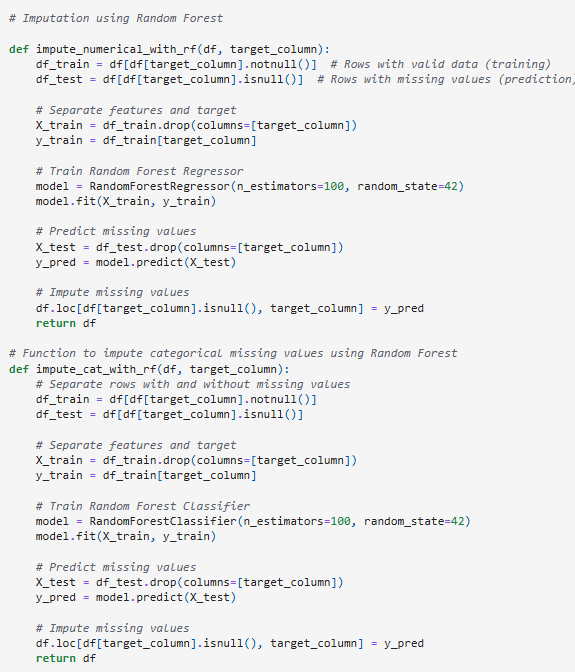 # Imputation using Random Forest

def impute_numerical_with_rf(df, target_column):
    df_train = df[df[target_column].notnull()]  # Rows with valid data (training)
    df_test = df[df[target_column].isnull()]  # Rows with missing values (prediction)

    # Separate features and target
    X_train = df_train.drop(columns=[target_column])
    y_train = df_train[target_column]

    # Train Random Forest Regressor
    model = RandomForestRegressor(n_estimators=100, random_state=42)
    model.fit(X_train, y_train)

    # Predict missing values
    X_test = df_test.drop(columns=[target_column])
    y_pred = model.predict(X_test)

    # Impute missing values
    df.loc[df[target_column].isnull(), target_column] = y_pred
    return df

# Function to impute categorical missing values using Random Forest
def impute_cat_with_rf(df, target_column):
    # Separate rows with and without missing values
    df_train = df[df[target_column].notnull()]
    df_test = df[df[target_column].isnull()]

    # Separate features and target
    X_train = df_train.drop(columns=[target_column])
    y_train = df_train[target_column]

    # Train Random Forest Classifier
    model = RandomForestClassifier(n_estimators=100, random_state=42)
    model.fit(X_train, y_train)

    # Predict missing values
    X_test = df_test.drop(columns=[target_column])
    y_pred = model.predict(X_test)

    # Impute missing values
    df.loc[df[target_column].isnull(), target_column] = y_pred
    return df